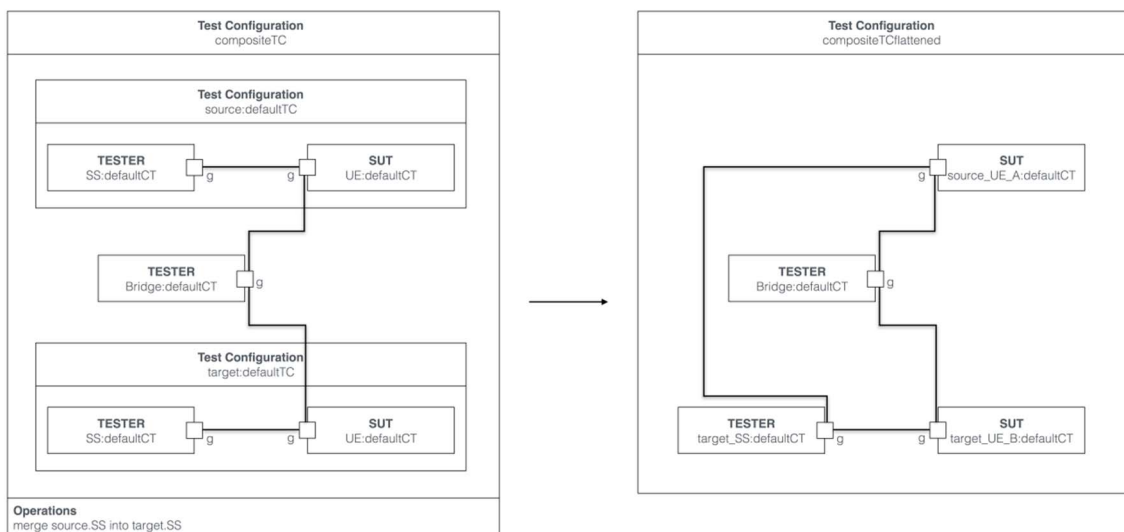 Test Configuration
compositeTC
Test Configuration
source:defaultTC
TESTER
SS:defaultCT
g
g
SUT
UE:defaultCT
TESTER
Bridge:defaultCT
g
Test Configuration
target:defaultTC
TESTER
SS:defaultCT
g
g
SUT
UE:defaultCT
Operations
merge source.SS into target.SS
Test Configuration
compositeTCflattened
g
SUT
source_UE_A:defaultCT
TESTER
Bridge:defaultCT
g
TESTER
target_SS:defaultCT
g
g
SUT
target_UE_B:defaultCT